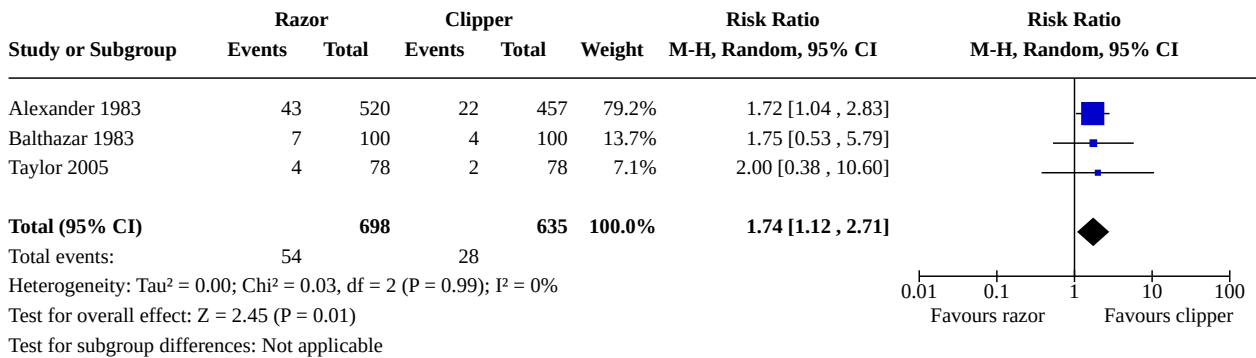 Razor Clipper Risk Ratio Risk Ratio
Study or Subgroup Events Total Events Total Weight M-H, Random, 95% CI M-H, Random, 95% CI
Alexander 1983 43 520 22 457 79.2% 1.72 [1.04 , 2.83]
Balthazar 1983 7 100 4 100 13.7% 1.75 [0.53 , 5.79]
Taylor 2005 4 78 2 78 7.1% 2.00 [0.38 , 10.60]
Total (95% CI) 698 635 100.0% 1.74 [1.12 , 2.71]
Total events: 54 28
Heterogeneity: Tau² = 0.00; Chi² = 0.03, df = 2 (P = 0.99); I² = 0%
0.01 0.1 1 10 100
Test for overall effect: Z = 2.45 (P = 0.01) Favours razor Favours clipper
Test for subgroup differences: Not applicable